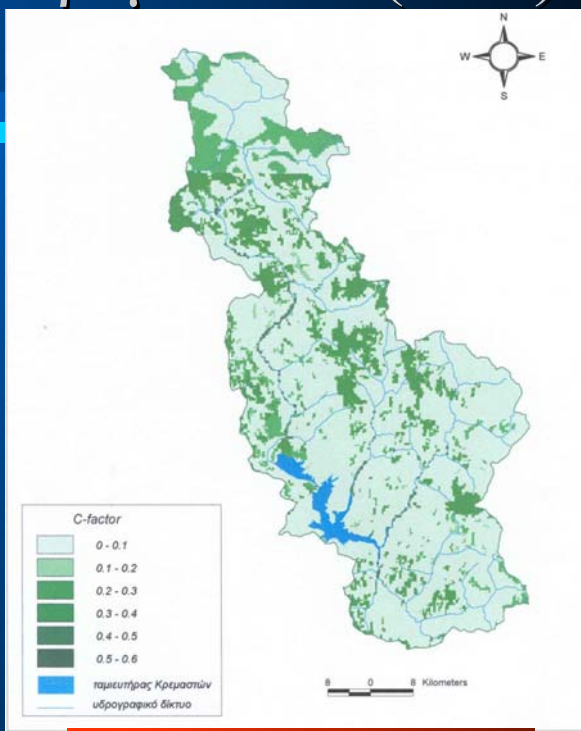 N
W E
S
C-factor
0 - 0.1
0.1 - 0.2
0.2 - 0.3
0.3 - 0.4
0.4 - 0.5
0.5 - 0.6
ταμιευτήρας Κρεμαστών
υδρογραφικό δίκτυο
8 0 8 Kilometers